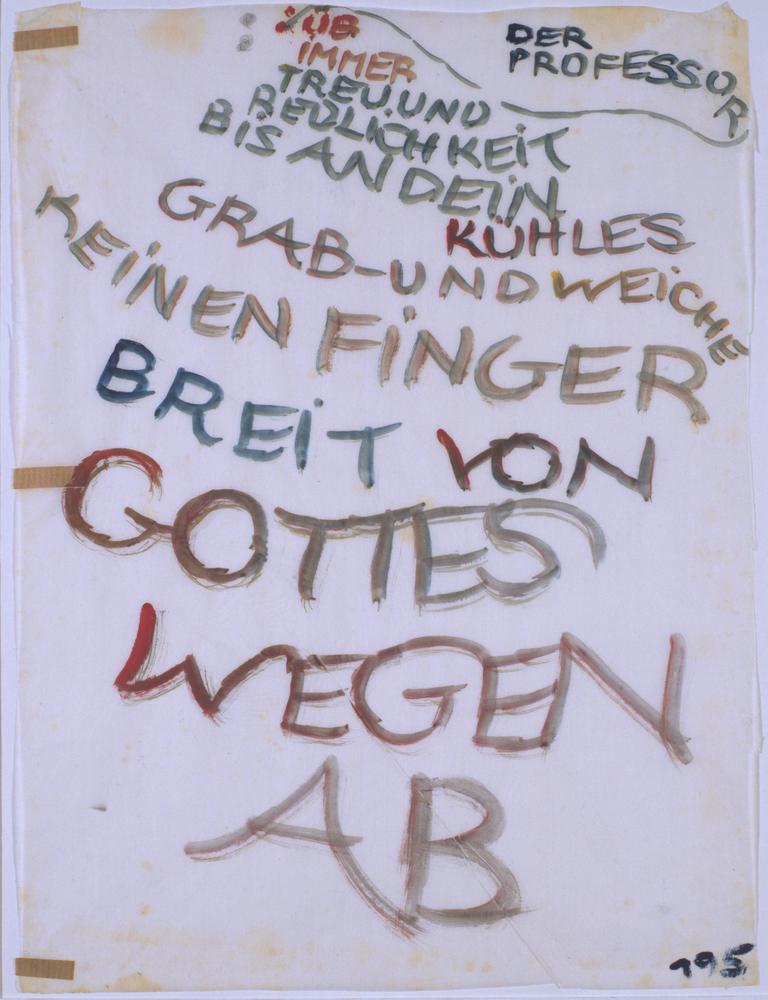 DER
PROFESSOR
: ÜB
IMMER
TREU UND
REDLICHKEIT
BIS AN DEIN
KÜHLES
GRAB-UND WEICHE
KEINEN FINGER
BREIT VON
GOTTES
WEGEN
AB
195